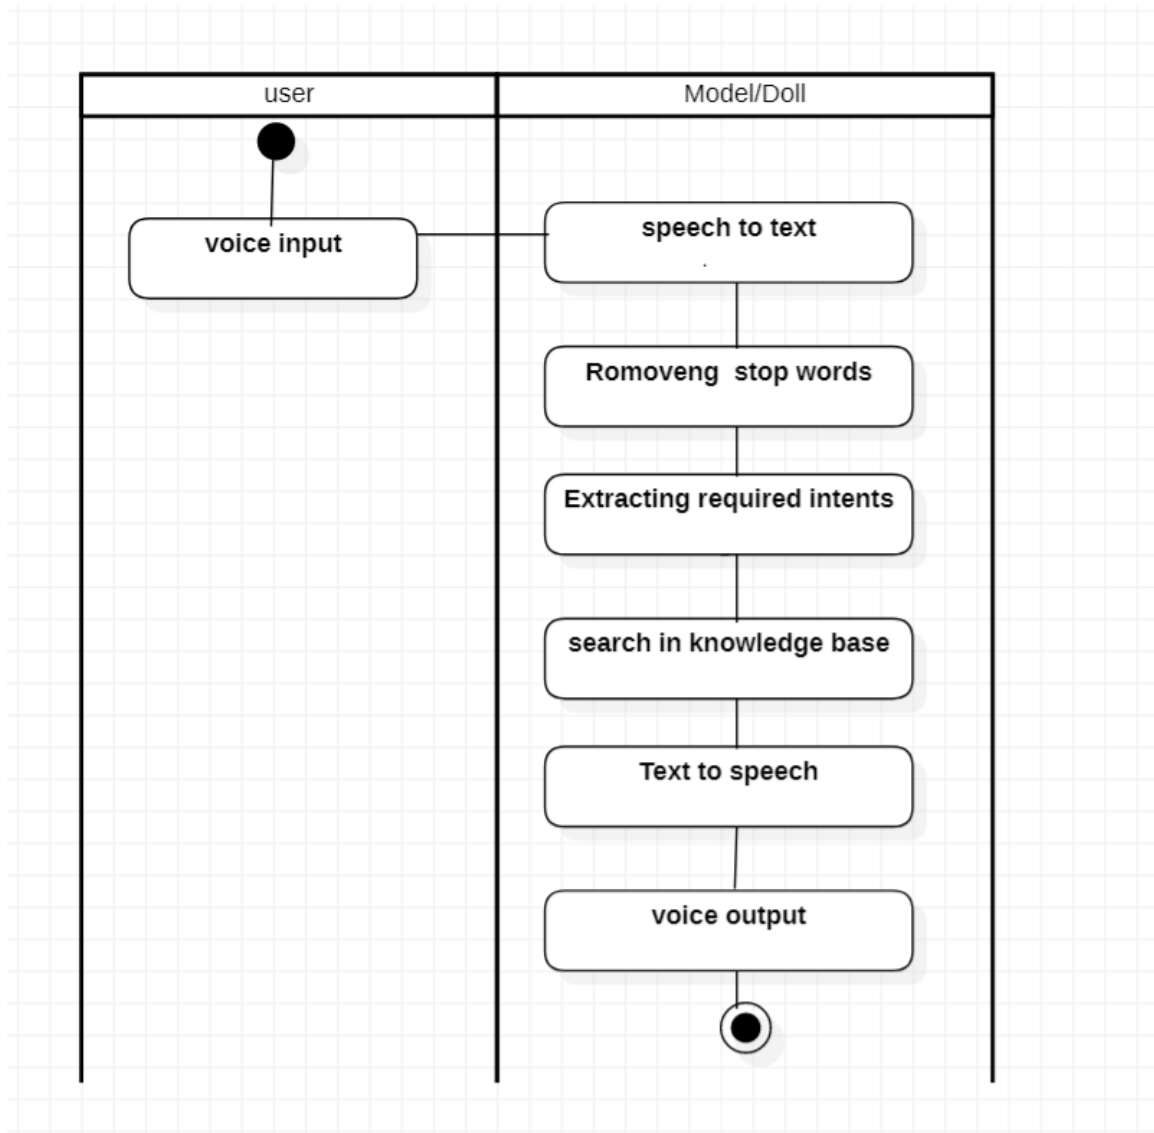 user
Model/Doll
voice input
speech to text
.
Romoveng  stop words
Extracting required intents
search in knowledge base
Text to speech
voice output